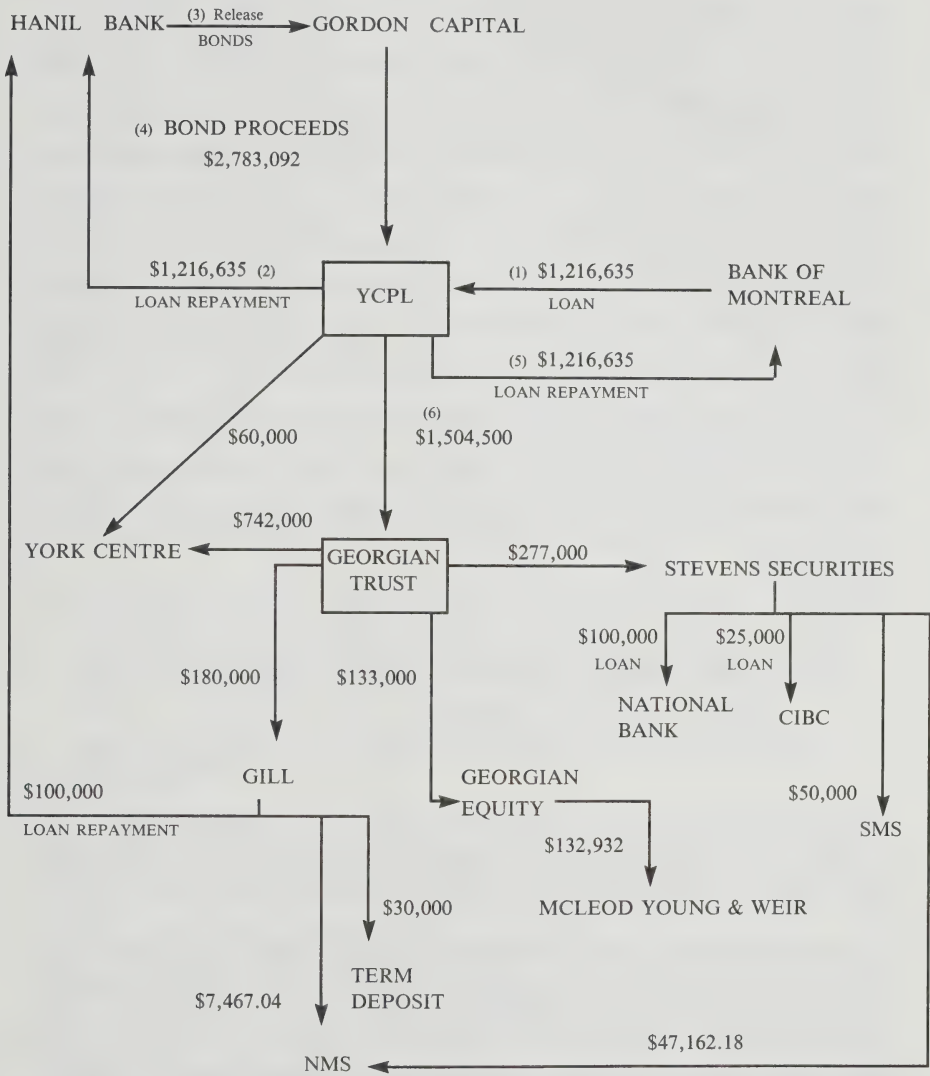 HANIL BANK (3) Release GORDON CAPITAL
BONDS
(4) BOND PROCEEDS
$2,783,092
$1,216,635 (2)
LOAN REPAYMENT
YCPL
(1) $1,216,635
LOAN
BANK OF
MONTREAL
(5) $1,216,635
LOAN REPAYMENT
(6)
$60,000
$1,504,500
YORK CENTRE
$742,000
GEORGIAN
TRUST
$277,000
STEVENS SECURITIES
$180,000
$133,000
$100,000
LOAN
$25,000
LOAN
NATIONAL
BANK
CIBC
GILL
$100,000
LOAN REPAYMENT
GEORGIAN
EQUITY
$50,000
SMS
$132,932
MCLEOD YOUNG & WEIR
$30,000
TERM
DEPOSIT
$7,467.04
NMS
$47,162.18